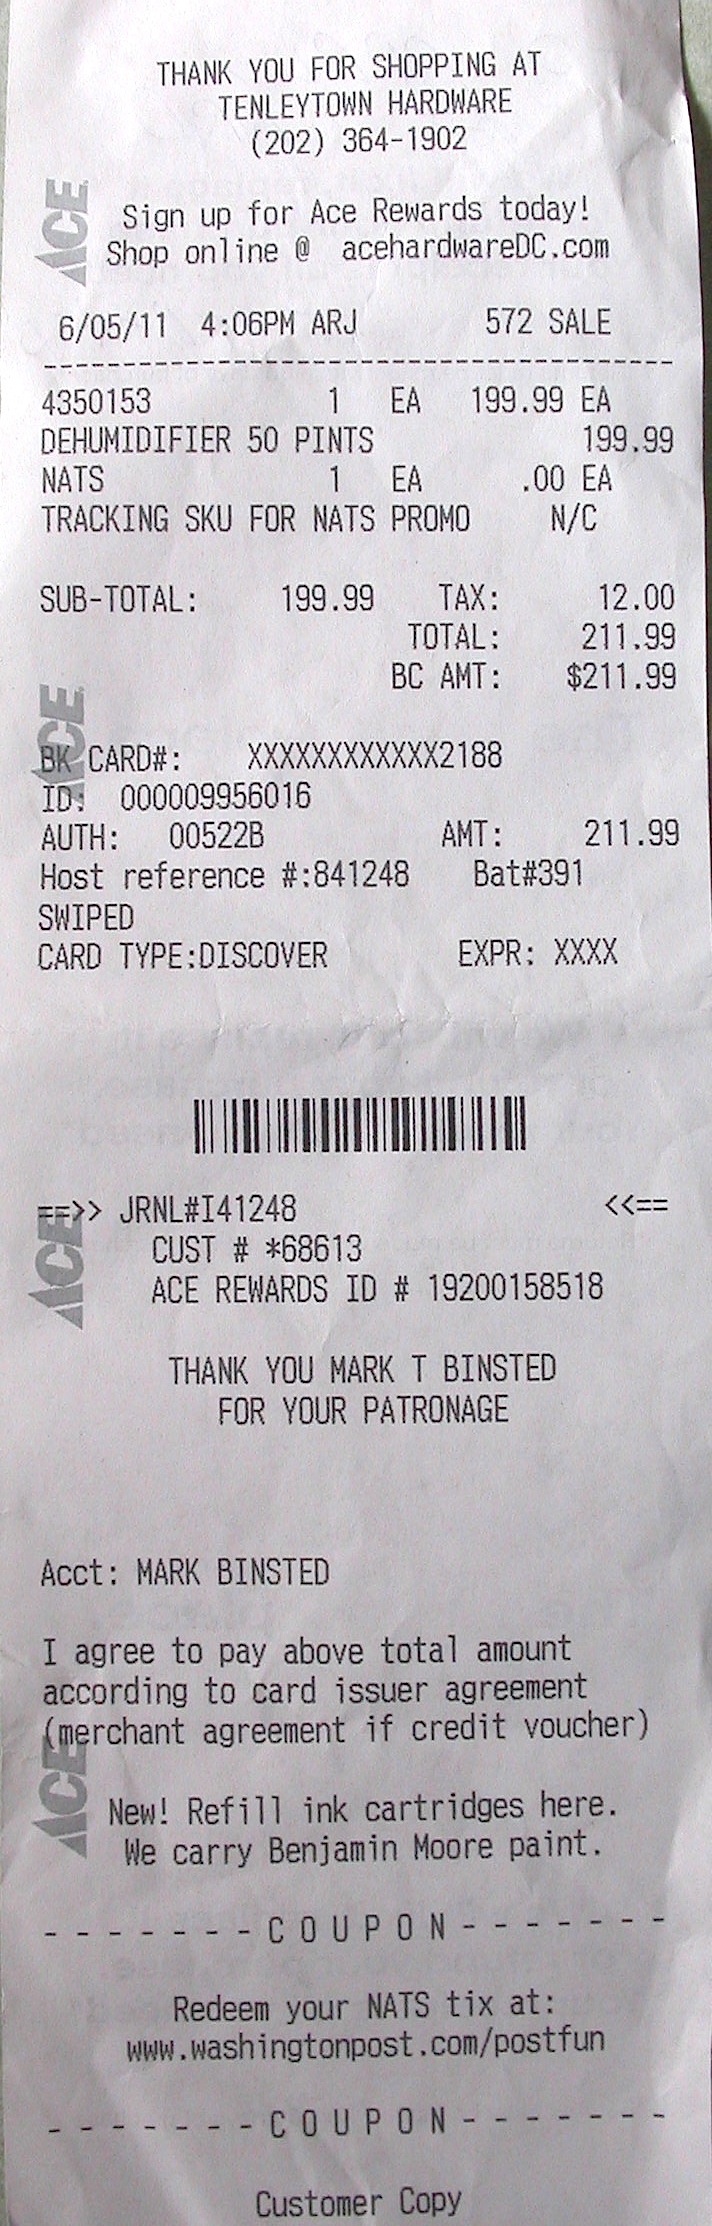 THANK YOU FOR SHOPPING AT
TENLEYTOWN HARDWARE
(202) 364-1902
ACE
Sign up for Ace Rewards today!
Shop online @ acehardwareDC.com
6/05/11 4:06PM ARJ 572 SALE
----------------------------------------
4350153 1 EA 199.99 EA
DEHUMIDIFIER 50 PINTS 199.99
NATS 1 EA .00 EA
TRACKING SKU FOR NATS PROMO N/C
SUB-TOTAL: 199.99 TAX: 12.00
TOTAL: 211.99
BC AMT: $211.99
ACE
BK CARD#: XXXXXXXXXXXX2188
ID: 000009956016
AUTH: 00522B AMT: 211.99
Host reference #:841248 Bat#391
SWIPED
CARD TYPE:DISCOVER EXPR: XXXX
==>> JRNL#I41248 <<==
ACE
CUST # *68613
ACE REWARDS ID # 19200158518
THANK YOU MARK T BINSTED
FOR YOUR PATRONAGE
Acct: MARK BINSTED
I agree to pay above total amount
according to card issuer agreement
(merchant agreement if credit voucher)
ACE
New! Refill ink cartridges here.
We carry Benjamin Moore paint.
- - - - - - - C O U P O N - - - - - - -
Redeem your NATS tix at:
www.washingtonpost.com/postfun
- - - - - - - C O U P O N - - - - - - -
Customer Copy